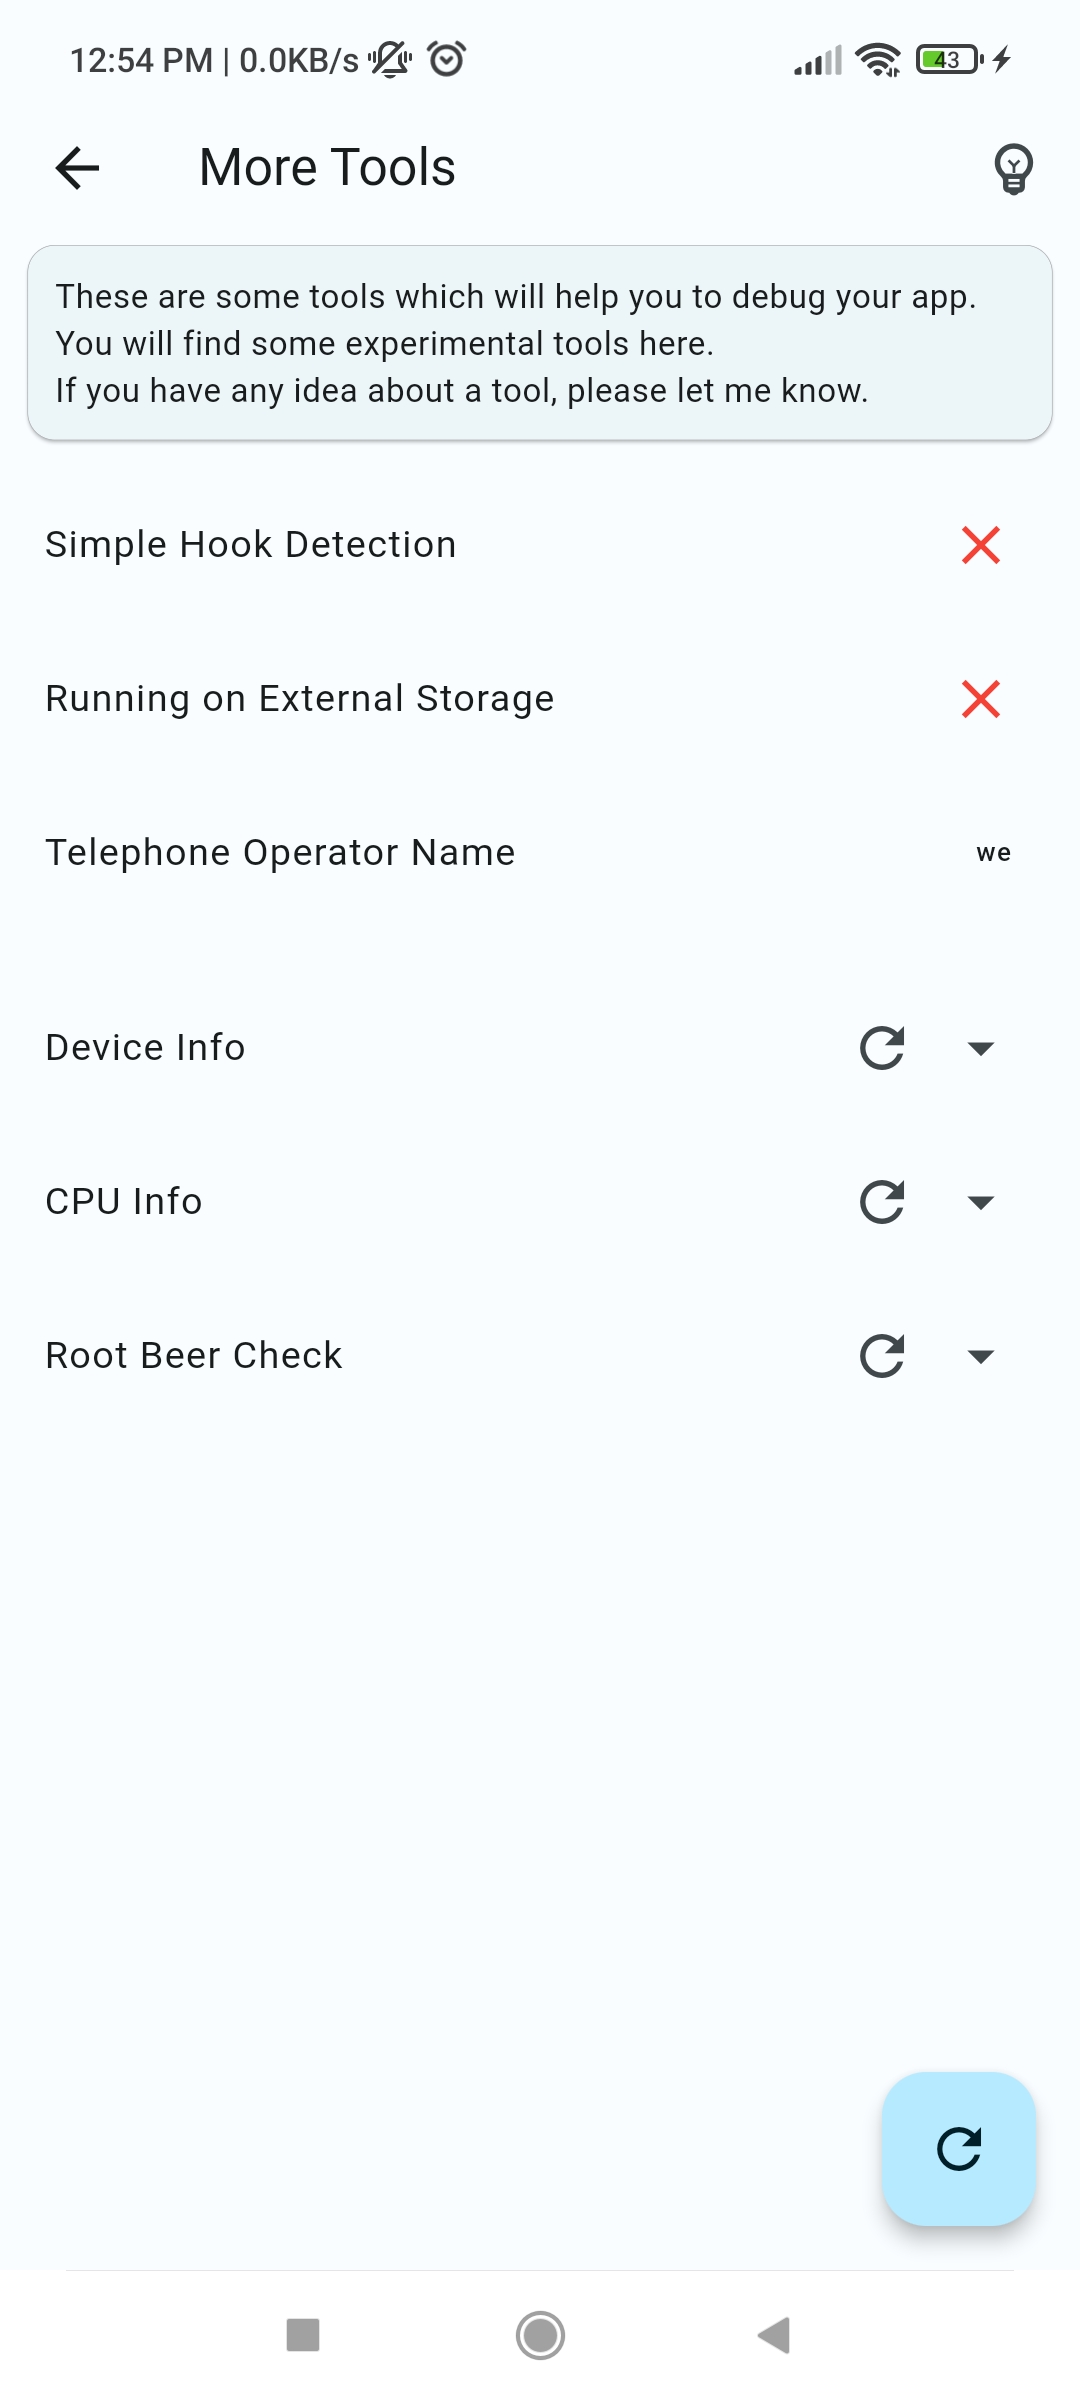 12:54 PM | 0.0KB/s
43
More Tools
These are some tools which will help you to debug your app.
You will find some experimental tools here.
If you have any idea about a tool, please let me know.
Simple Hook Detection
Running on External Storage
Telephone Operator Name
we
Device Info
CPU Info
Root Beer Check